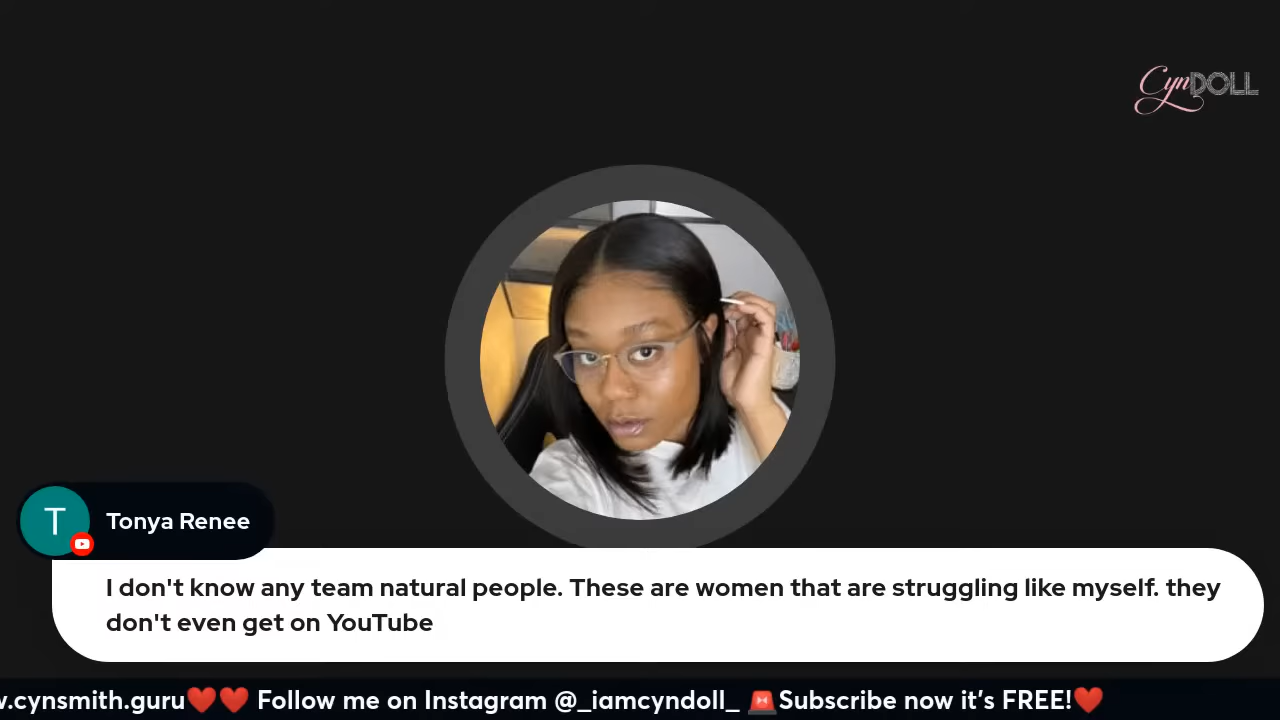 CynDOLL
T
Tonya Renee
I don't know any team natural people. These are women that are struggling like myself. they
don't even get on YouTube
.cynsmith.guru❤️❤️ Follow me on Instagram @_iamcyndoll_ 🚨Subscribe now it’s FREE!❤️